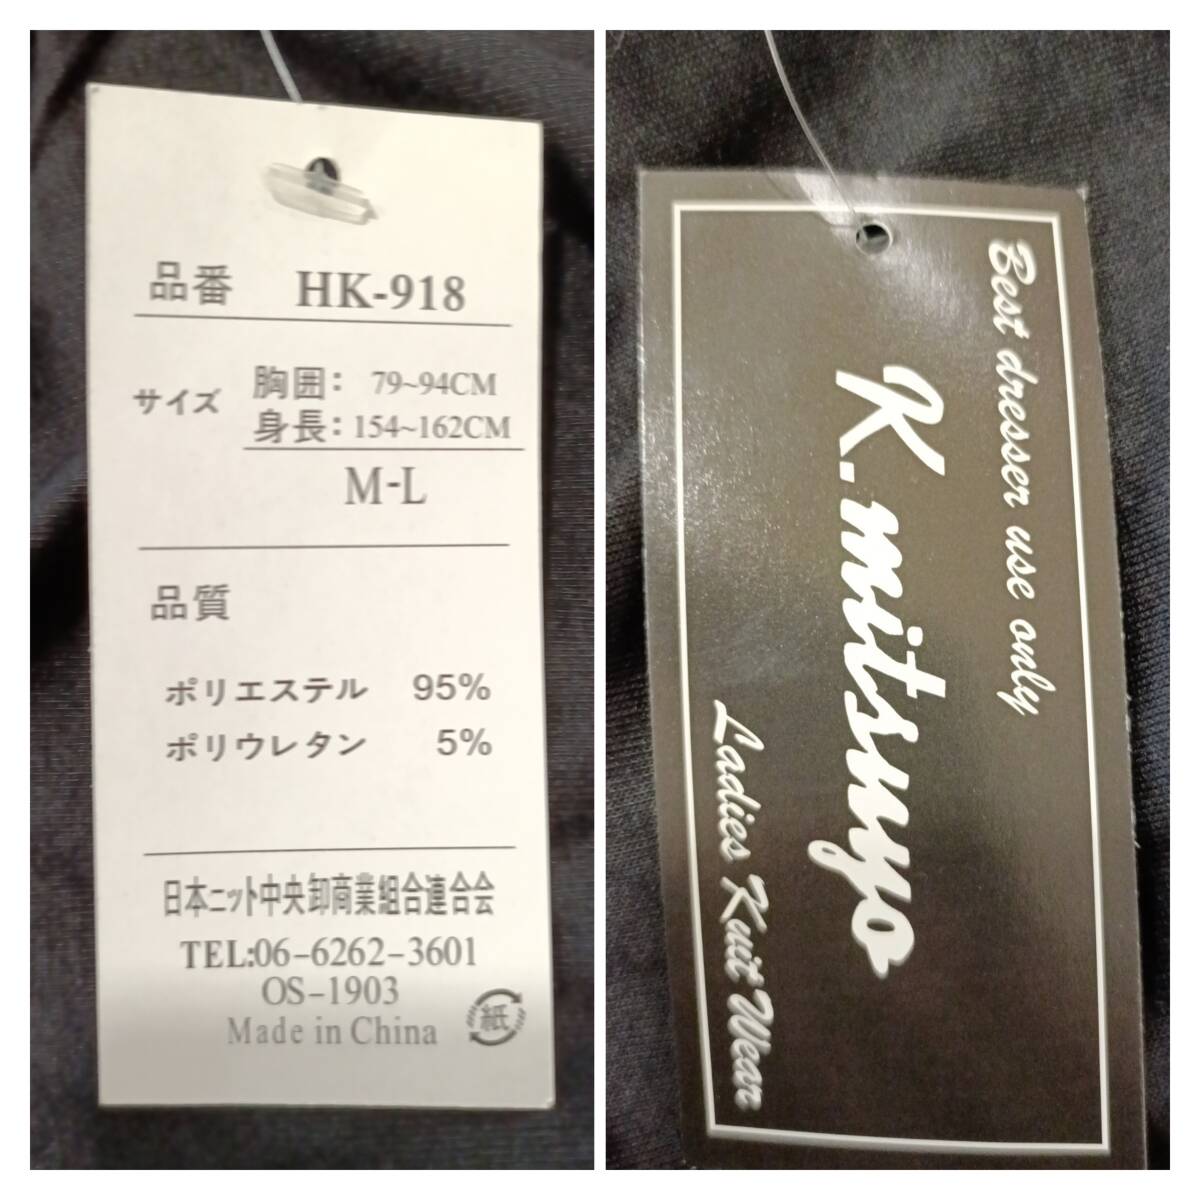 品番 HK-918
サイズ
胸囲： 79~94CM
身長：154~162CM
M-L
品質
ポリエステル 95%
ポリウレタン 5%
日本ニット中央卸商業組合連合会
TEL:06-6262-3601
OS-1903
Made in China
紙
Best dresser use only
K.mitsuyo
Ladies Knit Wear